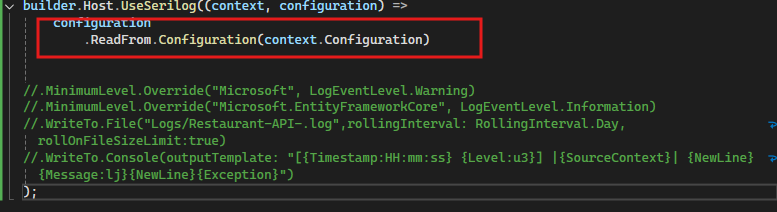 builder.Host.UseSerilog((context, configuration) =>
configuration
.ReadFrom.Configuration(context.Configuration)
//.MinimumLevel.Override("Microsoft", LogEventLevel.Warning)
//.MinimumLevel.Override("Microsoft.EntityFrameworkCore", LogEventLevel.Information)
//.WriteTo.File("Logs/Restaurant-API-.log",rollingInterval: RollingInterval.Day,
rollOnFileSizeLimit:true)
//.WriteTo.Console(outputTemplate: "[{Timestamp:HH:mm:ss} {Level:u3}] |{SourceContext}| {NewLine}
{Message:lj}{NewLine}{Exception}")
);